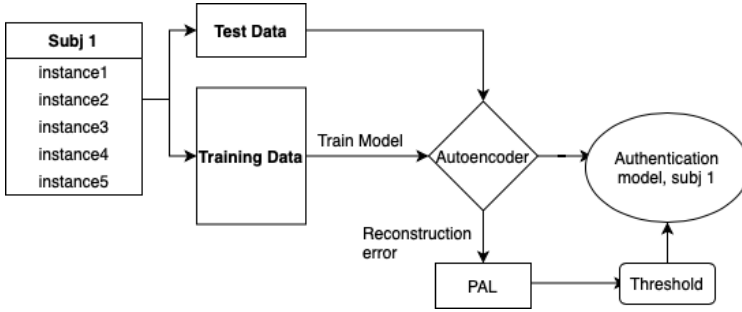 Subj 1
instance1
instance2
instance3
instance4
instance5
Test Data
Training Data
Train Model
Autoencoder
Authentication
model, subj 1
Reconstruction
error
PAL
Threshold